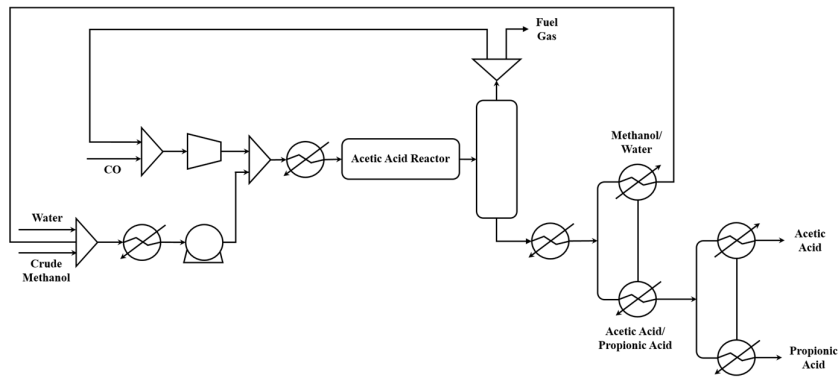 Fuel
Gas
CO
Acetic Acid Reactor
Methanol/
Water
Water
Crude
Methanol
Acetic
Acid
Acetic Acid/
Propionic Acid
Propionic
Acid